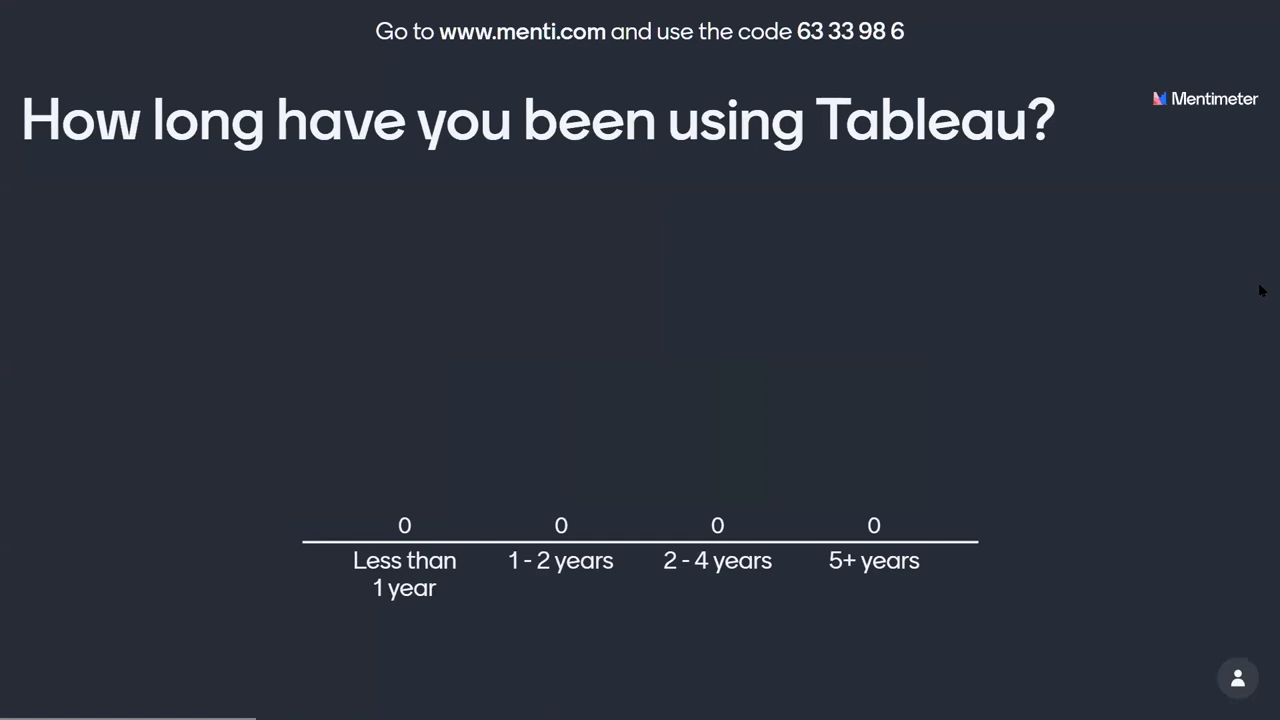 Go to www.menti.com and use the code 63 33 98 6
How long have you been using Tableau?
Mentimeter
0 0 0 0
Less than 1 - 2 years 2 - 4 years 5+ years
1 year